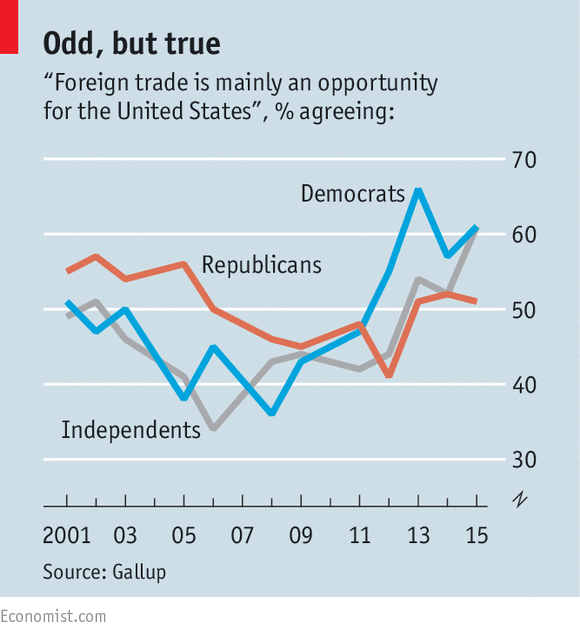 Odd, but true
“Foreign trade is mainly an opportunity
for the United States”, % agreeing:
70
Democrats
60
Republicans
50
40
Independents
30
2001 03 05 07 09 11 13 15
Source: Gallup
Economist.com